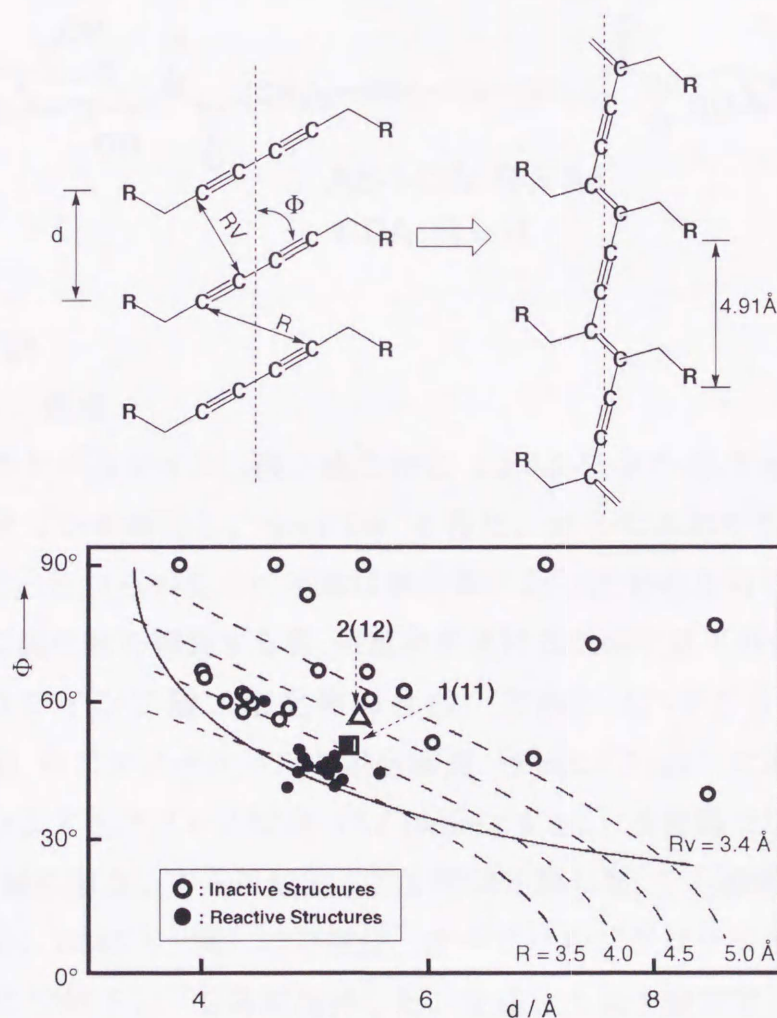 R
R
d
RV
Φ
R
R
R
R
R
R
R
R
R
R
C≡C–C≡C
4.91Å
90°
60°
30°
0°
Φ
2(12)
1(11)
Rv = 3.4 Å
: Inactive Structures
: Reactive Structures
R = 3.5 4.0 4.5 5.0 Å
4 6 8
d / Å